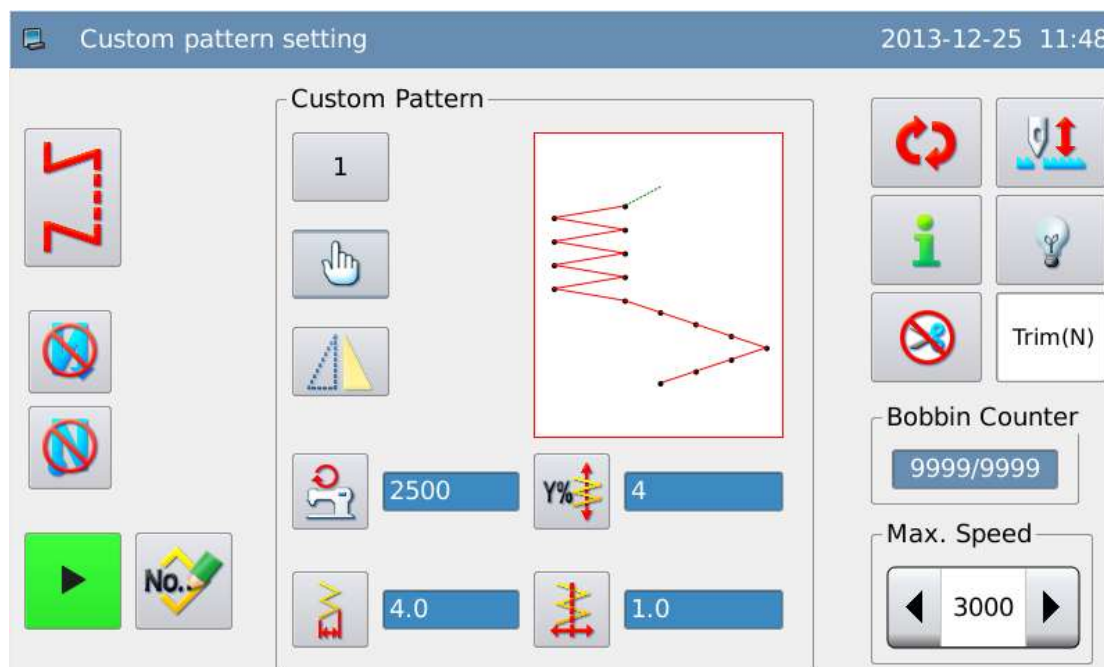 Custom pattern setting
2013-12-25 11:48
Custom Pattern
1
Trim(N)
Bobbin Counter
9999/9999
2500
Y%
4
Max. Speed
3000
No.
4.0
1.0